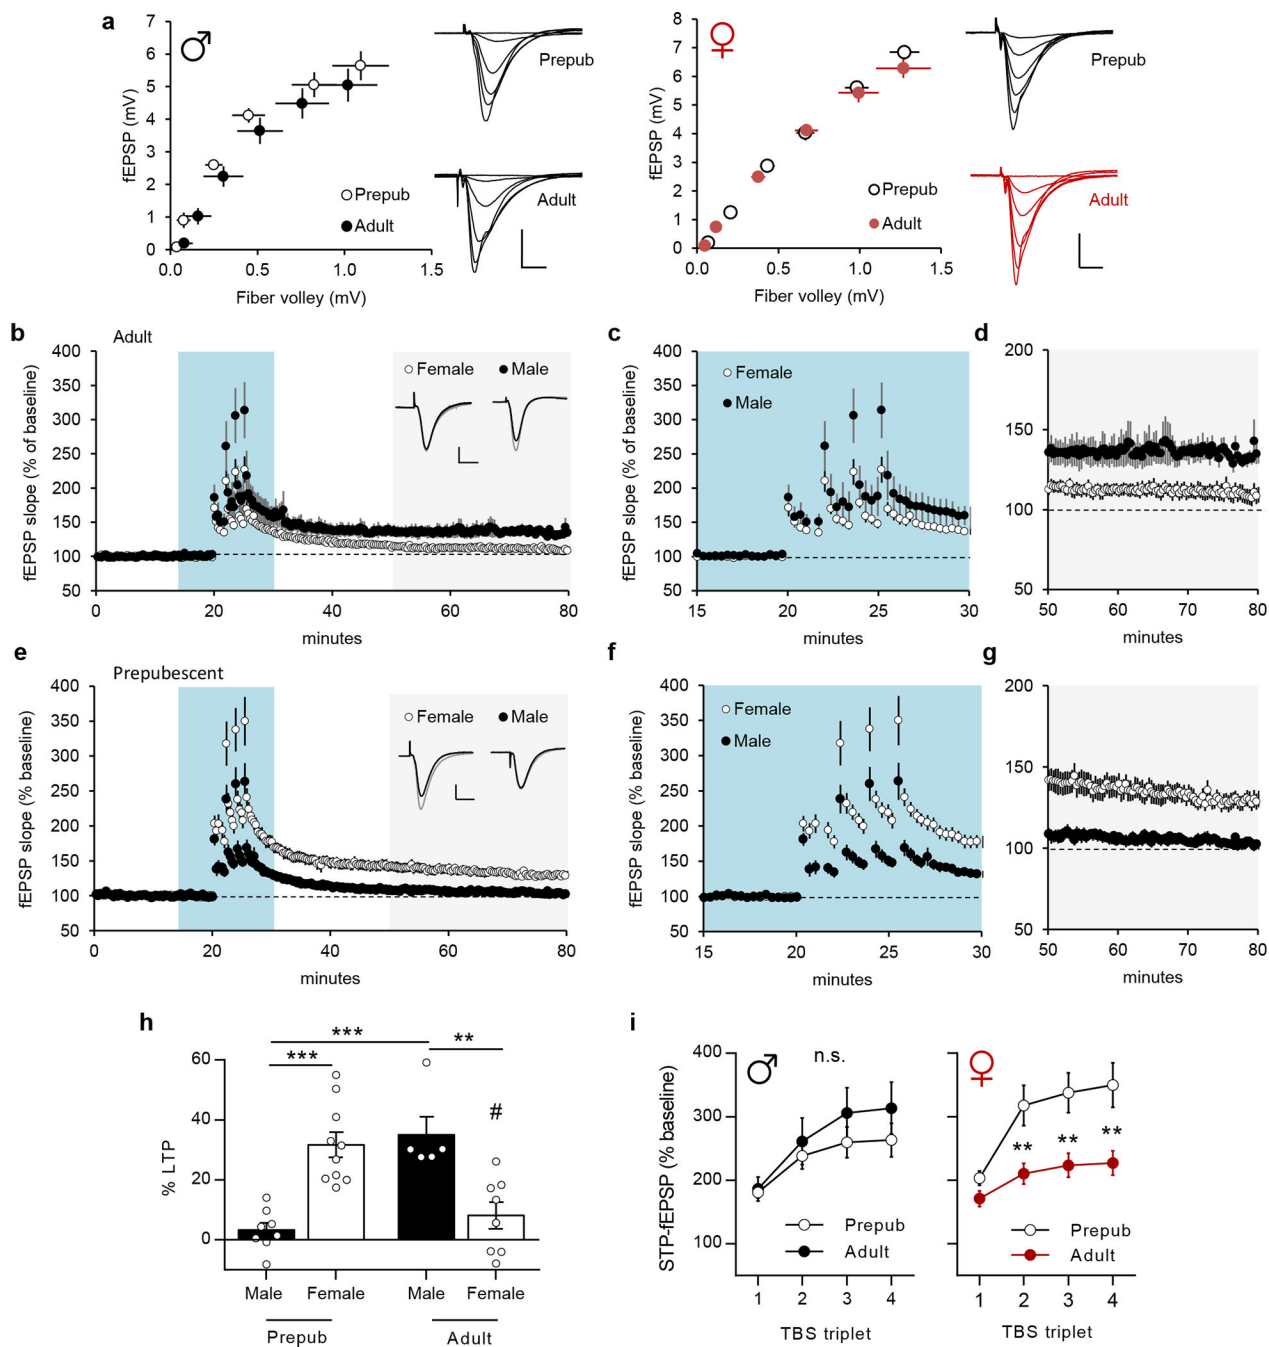 a
♂
7
6
5
4
3
2
1
0
fEPSP (mV)
0.0 0.5 1.0 1.5
Fiber volley (mV)
Prepub
Adult
Prepub
Adult
♀
8
7
6
5
4
3
2
1
0
fEPSP (mV)
0.0 0.5 1.0 1.5
Fiber volley (mV)
Prepub
Adult
Prepub
Adult
b
Adult
400
350
300
250
200
150
100
50
fEPSP slope (% of baseline)
Female Male
0 20 40 60 80
minutes
c
400
350
300
250
200
150
100
50
fEPSP slope (% of baseline)
Female
Male
15 20 25 30
minutes
d
200
150
100
50
50 60 70 80
minutes
e
Prepubescent
400
350
300
250
200
150
100
50
fEPSP slope (% baseline)
Female Male
0 20 40 60 80
minutes
f
400
350
300
250
200
150
100
50
fEPSP slope (% baseline)
Female
Male
15 20 25 30
minutes
g
200
150
100
50
50 60 70 80
minutes
h
60
40
20
0
% LTP
***
***
**
#
Male Female Male Female
Prepub Adult
i
400
300
200
100
STP-fEPSP (% baseline)
♂
n.s.
Prepub
Adult
1 2 3 4
TBS triplet
♀
** ** **
Prepub
Adult
1 2 3 4
TBS triplet